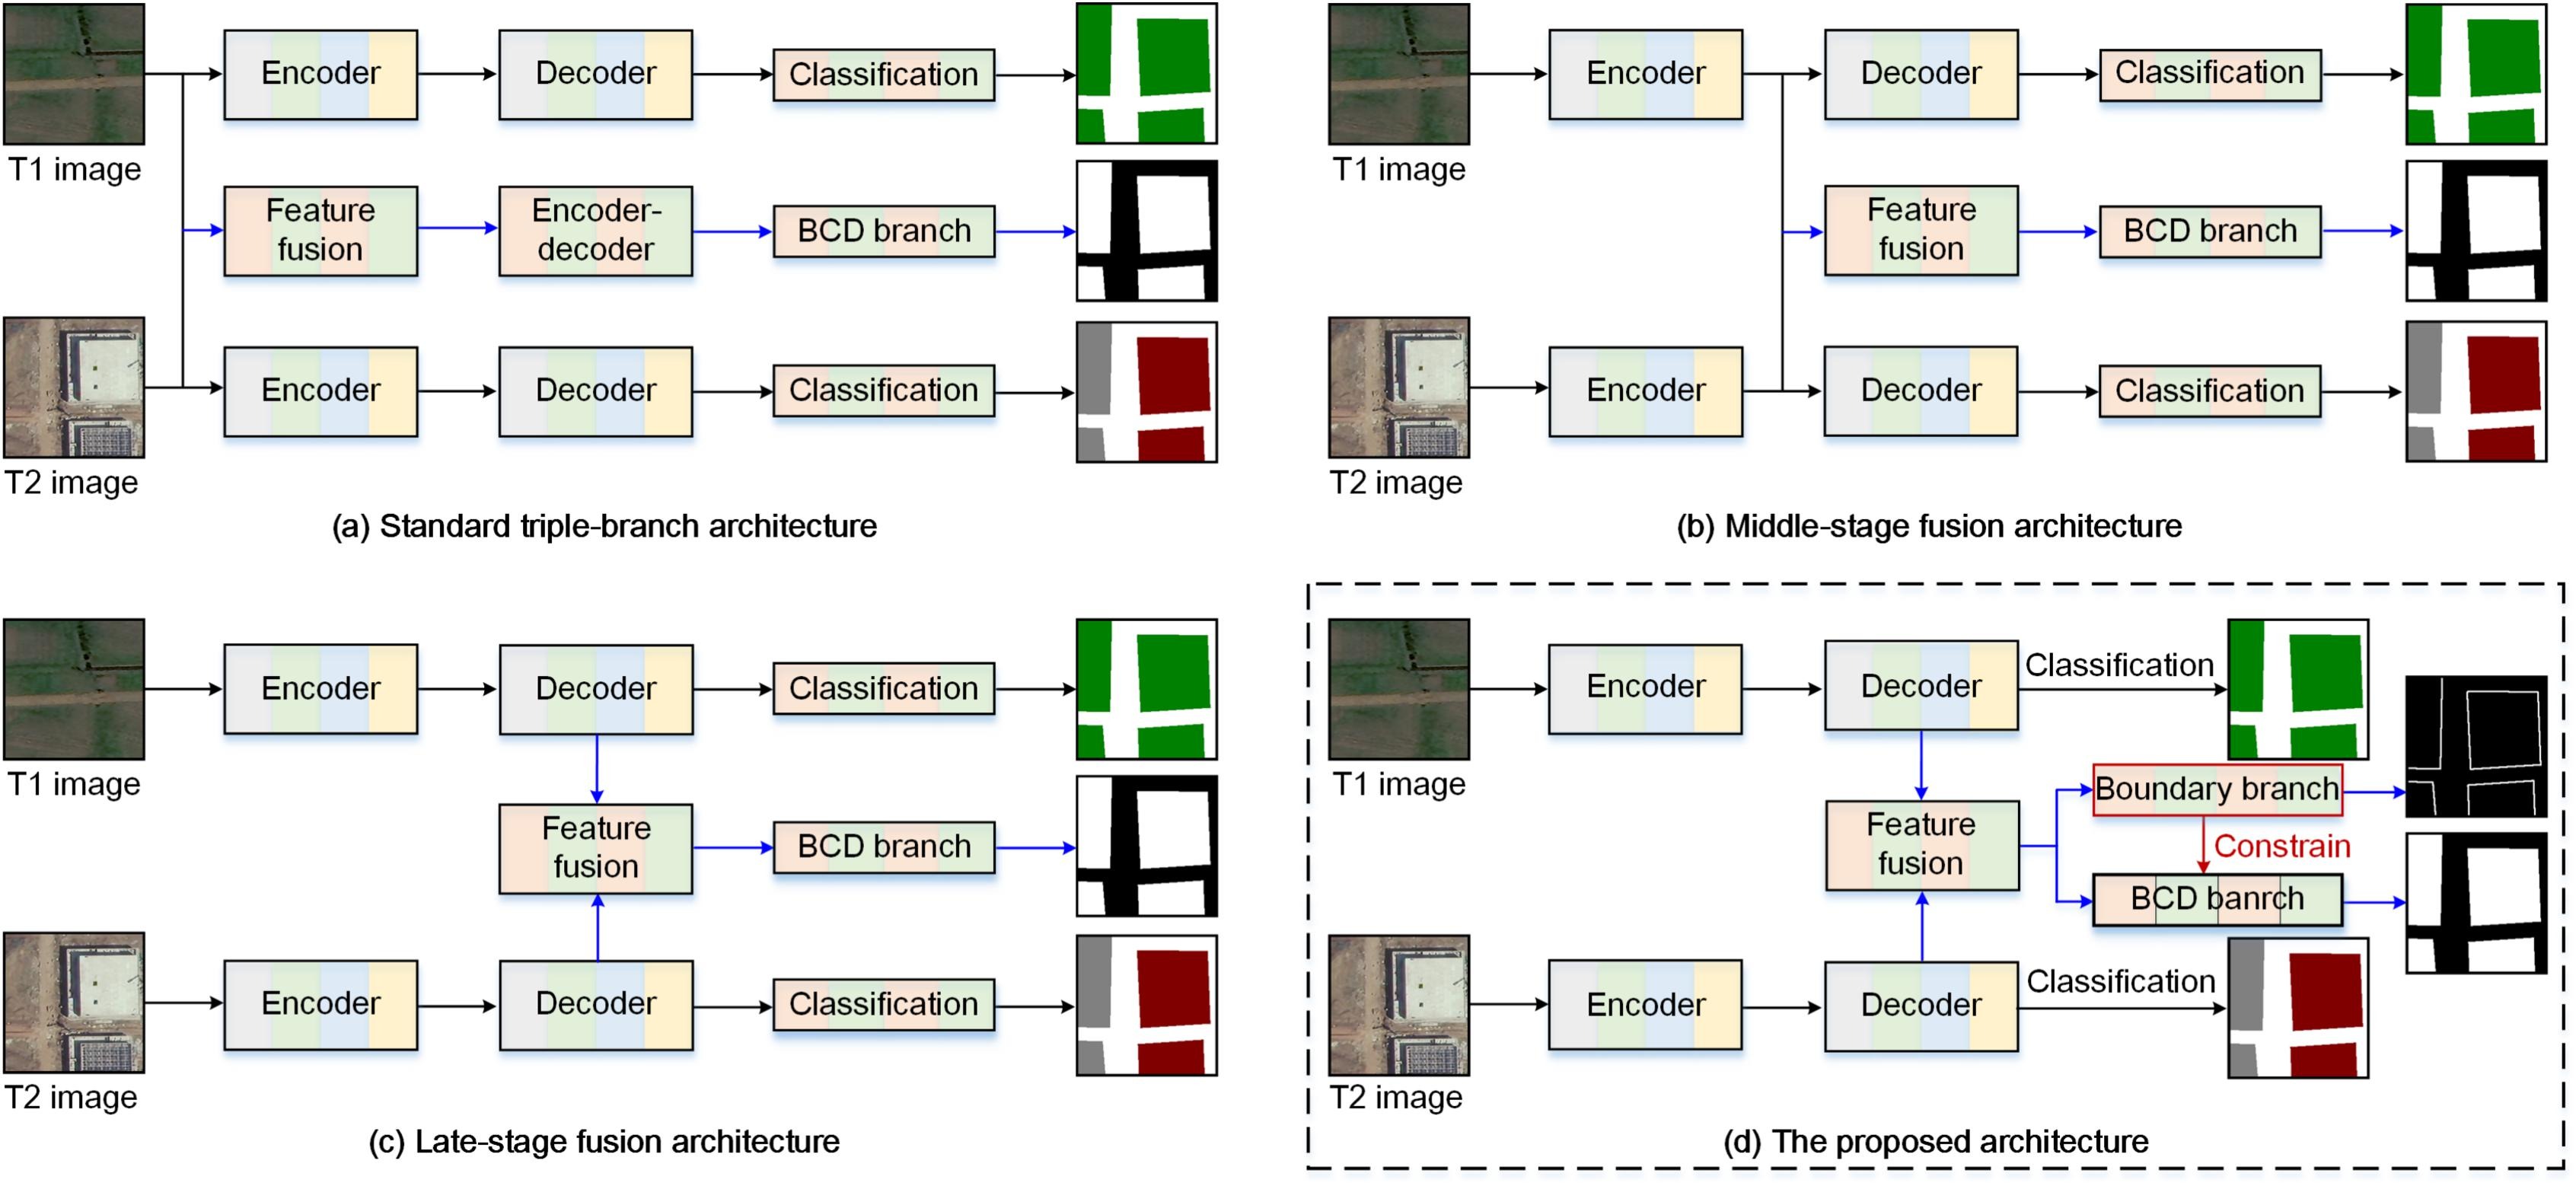 Encoder
Decoder
Classification
T1 image
Feature
fusion
Encoder-
decoder
BCD branch
Encoder
Decoder
Classification
T2 image
(a) Standard triple-branch architecture
Encoder
Decoder
Classification
T1 image
Feature
fusion
BCD branch
Encoder
Decoder
Classification
T2 image
(b) Middle-stage fusion architecture
Encoder
Decoder
Classification
T1 image
Feature
fusion
BCD branch
Encoder
Decoder
Classification
T2 image
(c) Late-stage fusion architecture
Encoder
Decoder
Classification
T1 image
Feature
fusion
Boundary branch
Constrain
BCD banrch
Encoder
Decoder
Classification
T2 image
(d) The proposed architecture